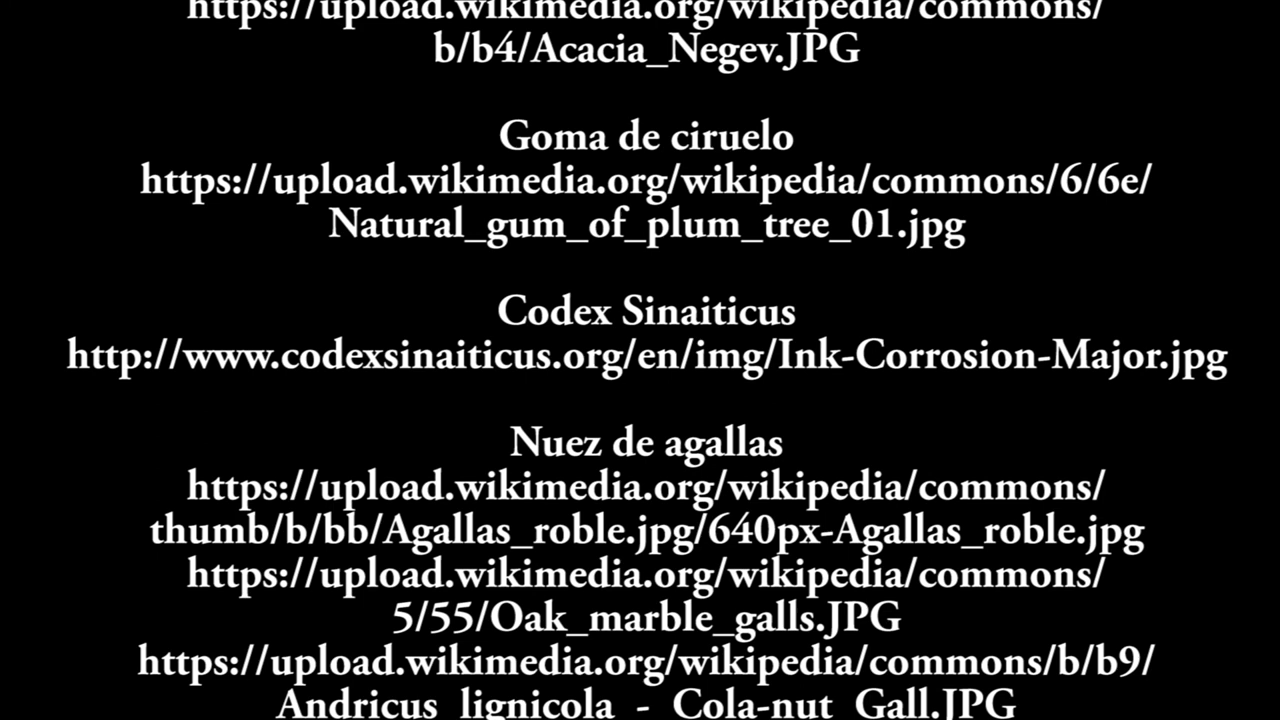 https://upload.wikimedia.org/wikipedia/commons/
b/b4/Acacia_Negev.JPG
Goma de ciruelo
https://upload.wikimedia.org/wikipedia/commons/6/6e/
Natural_gum_of_plum_tree_01.jpg
Codex Sinaiticus
http://www.codexsinaiticus.org/en/img/Ink-Corrosion-Major.jpg
Nuez de agallas
https://upload.wikimedia.org/wikipedia/commons/
thumb/b/bb/Agallas_roble.jpg/640px-Agallas_roble.jpg
https://upload.wikimedia.org/wikipedia/commons/
5/55/Oak_marble_galls.JPG
https://upload.wikimedia.org/wikipedia/commons/b/b9/
Andricus_lignicola_-_Cola-nut_Gall.JPG